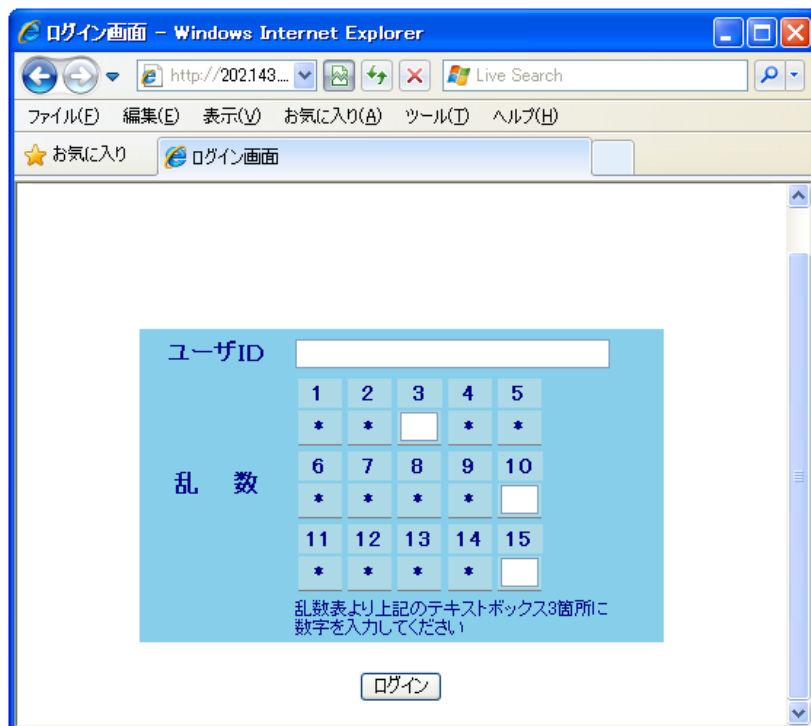 ログイン画面 - Windows Internet Explorer
http://202.143....
Live Search
ファイル(F) 編集(E) 表示(V) お気に入り(A) ツール(T) ヘルプ(H)
お気に入り ログイン画面
ユーザID
1 2 3 4 5
* * * *
乱 数
6 7 8 9 10
* * * *
11 12 13 14 15
* * * *
乱数表より上記のテキストボックス3箇所に
数字を入力してください
ログイン